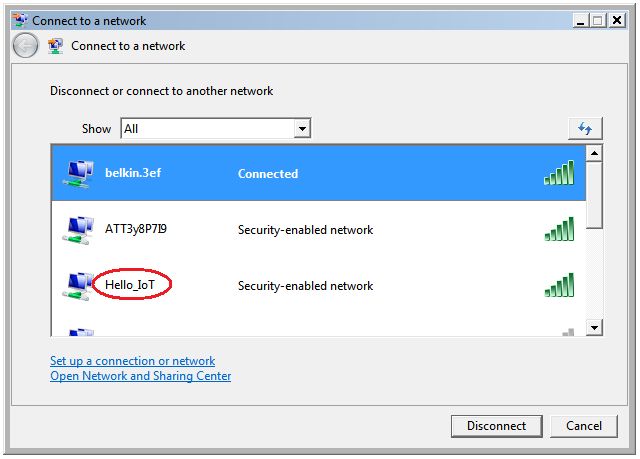 Connect to a network
Connect to a network
Disconnect or connect to another network
Show All
belkin.3ef Connected
ATT3y8P7I9 Security-enabled network
Hello_IoT Security-enabled network
Set up a connection or network
Open Network and Sharing Center
Disconnect Cancel